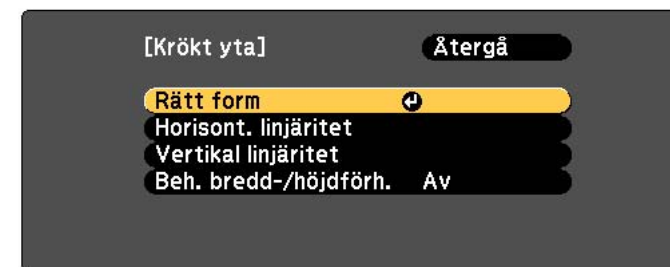 [Krökt yta] Återgå
Rätt form
Horisont. linjäritet
Vertikal linjäritet
Beh. bredd-/höjdförh. Av